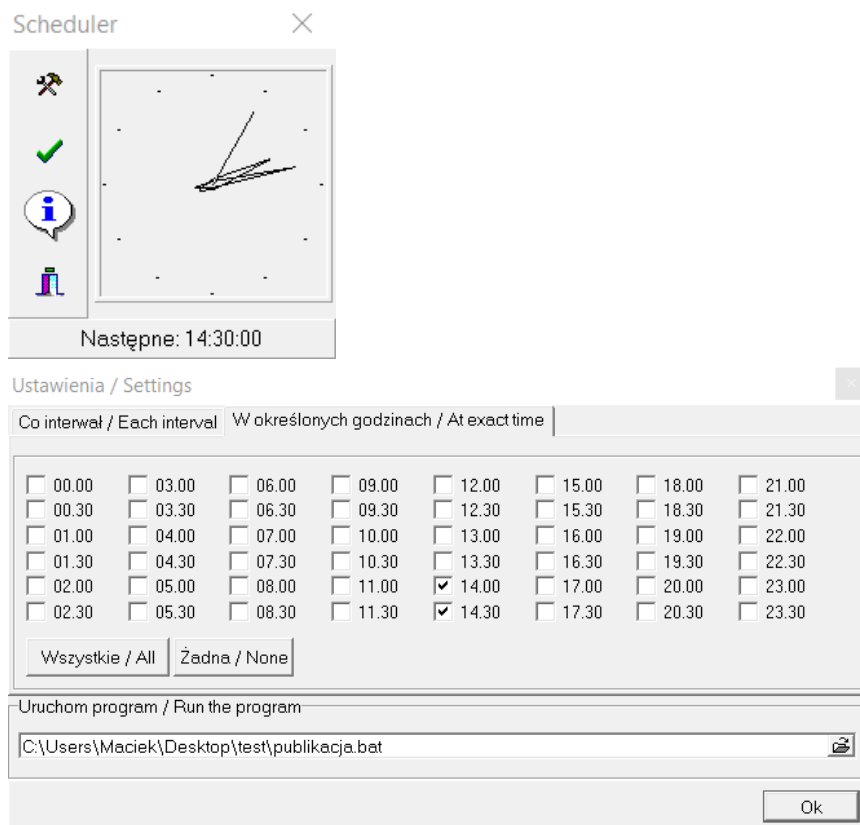 Scheduler
Następne: 14:30:00
Ustawienia / Settings
Co interwał / Each interval W określonych godzinach / At exact time
00.00 03.00 06.00 09.00 12.00 15.00 18.00 21.00
00.30 03.30 06.30 09.30 12.30 15.30 18.30 21.30
01.00 04.00 07.00 10.00 13.00 16.00 19.00 22.00
01.30 04.30 07.30 10.30 13.30 16.30 19.30 22.30
02.00 05.00 08.00 11.00 14.00 17.00 20.00 23.00
02.30 05.30 08.30 11.30 14.30 17.30 20.30 23.30
Wszystkie / All Żadna / None
Uruchom program / Run the program
C:\Users\Maciek\Desktop\test\publikacja.bat
Ok